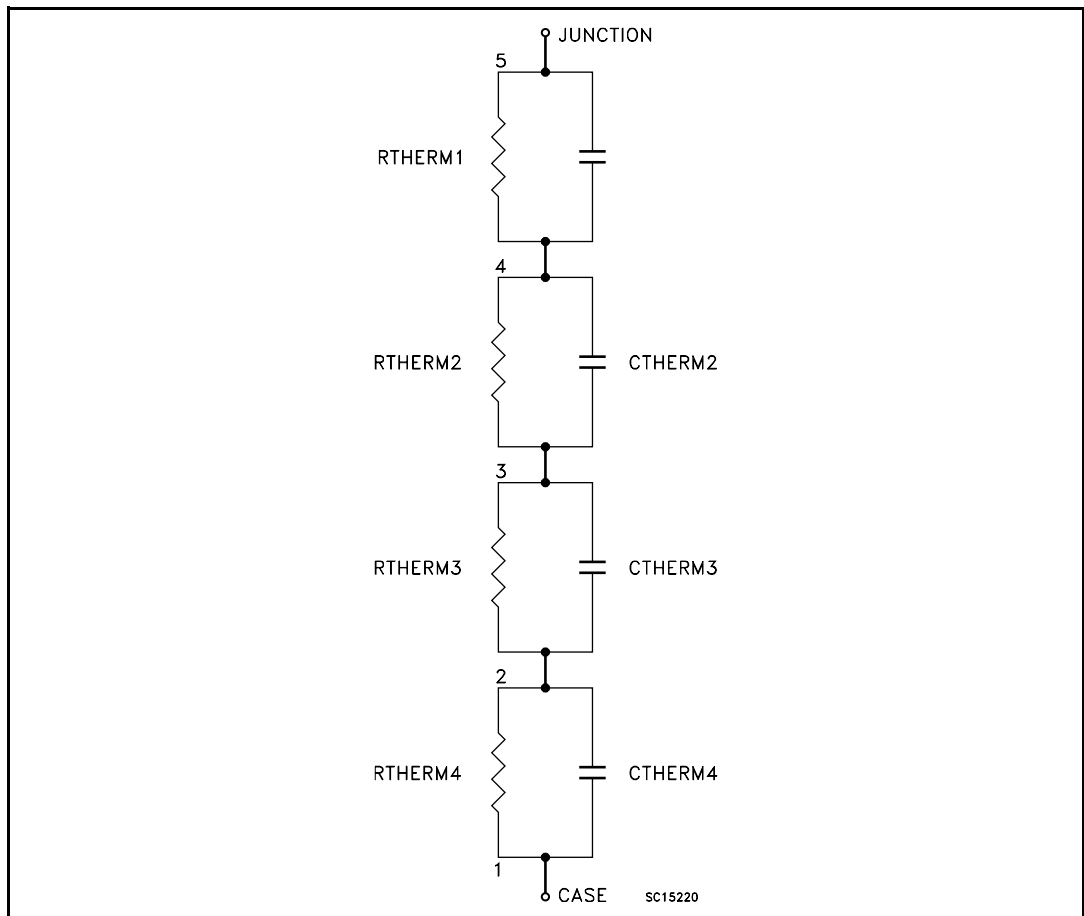 JUNCTION
5
RTHERM1
4
RTHERM2 CTHERM2
3
RTHERM3 CTHERM3
2
RTHERM4 CTHERM4
1
CASE SC15220